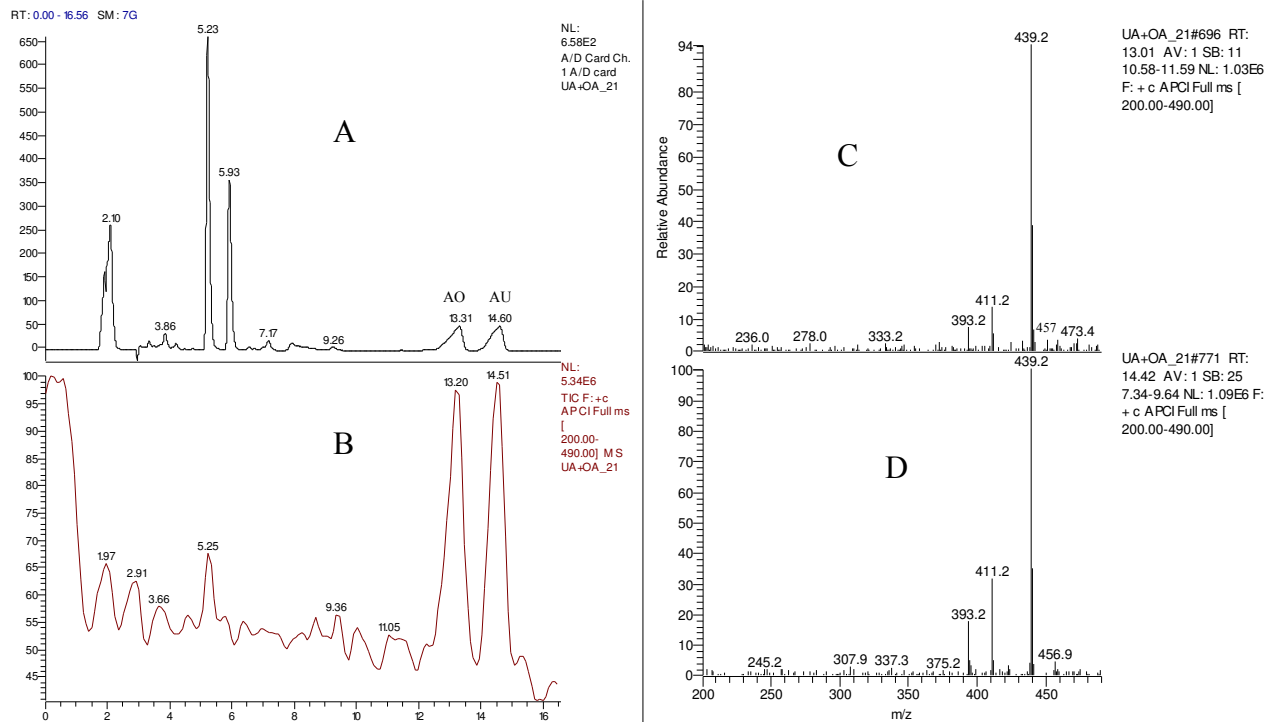 RT: 0.00 - 16.56 SM: 7G
NL:
6.58E2
A/D Card Ch.
1 A/D card
UA+OA_21
650
600
550
500
450
400
350
300
250
200
150
100
50
0
5.23
5.93
2.10
3.86
7.17
9.26
AO
13.31
AU
14.60
A
NL:
5.34E6
TIC F: +c
APCI Full ms
[
200.00-
490.00] MS
UA+OA_21
100
95
90
85
80
75
70
65
60
55
50
45
1.97
2.91
3.66
5.25
9.36
11.05
13.20
14.51
B
0 2 4 6 8 10 12 14 16
UA+OA_21#696 RT:
13.01 AV: 1 SB: 11
10.58-11.59 NL: 1.03E6
F: + c APCI Full ms [
200.00-490.00]
Relative Abundance
94
80
70
60
50
40
30
20
10
0
439.2
411.2
393.2
236.0
278.0
333.2
457
473.4
C
UA+OA_21#771 RT:
14.42 AV: 1 SB: 25
7.34-9.64 NL: 1.09E6 F:
+ c APCI Full ms [
200.00-490.00]
100
90
80
70
60
50
40
30
20
10
0
439.2
411.2
393.2
245.2
307.9
337.3
375.2
456.9
D
200 250 300 350 400 450
m/z